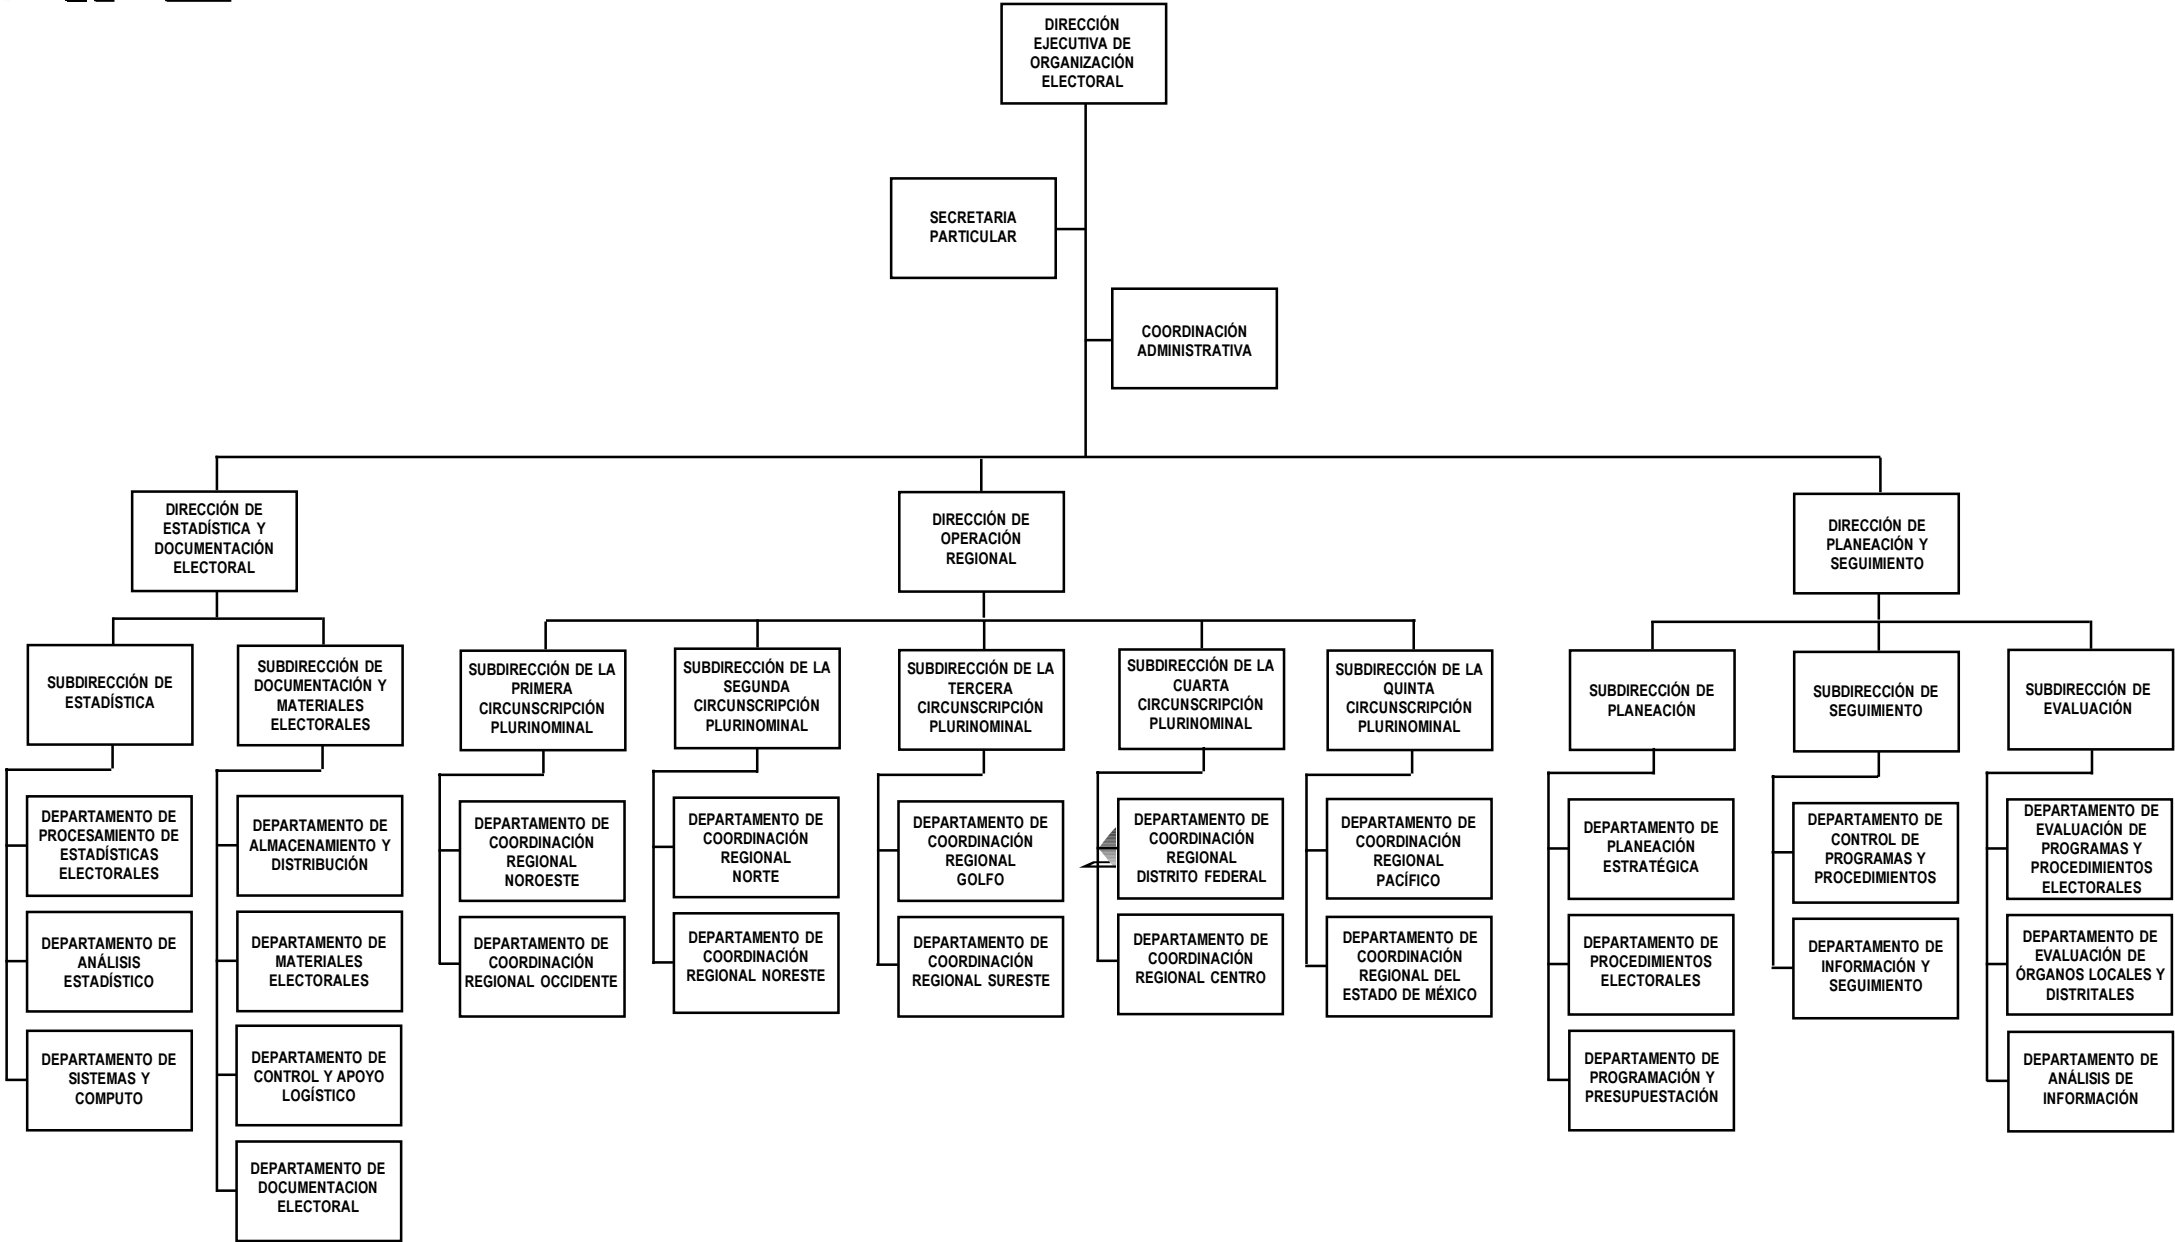 DIRECCIÓN
EJECUTIVA DE
ORGANIZACIÓN
ELECTORAL
SECRETARIA
PARTICULAR
COORDINACIÓN
ADMINISTRATIVA
DIRECCIÓN DE
ESTADÍSTICA Y
DOCUMENTACIÓN
ELECTORAL
DIRECCIÓN DE
OPERACIÓN
REGIONAL
DIRECCIÓN DE
PLANEACIÓN Y
SEGUIMIENTO
SUBDIRECCIÓN DE
ESTADÍSTICA
SUBDIRECCIÓN DE
DOCUMENTACIÓN Y
MATERIALES
ELECTORALES
SUBDIRECCIÓN DE LA
PRIMERA
CIRCUNSCRIPCIÓN
PLURINOMINAL
SUBDIRECCIÓN DE LA
SEGUNDA
CIRCUNSCRIPCIÓN
PLURINOMINAL
SUBDIRECCIÓN DE LA
TERCERA
CIRCUNSCRIPCIÓN
PLURINOMINAL
SUBDIRECCIÓN DE LA
CUARTA
CIRCUNSCRIPCIÓN
PLURINOMINAL
SUBDIRECCIÓN DE LA
QUINTA
CIRCUNSCRIPCIÓN
PLURINOMINAL
SUBDIRECCIÓN DE
PLANEACIÓN
SUBDIRECCIÓN DE
SEGUIMIENTO
SUBDIRECCIÓN DE
EVALUACIÓN
DEPARTAMENTO DE
PROCESAMIENTO DE
ESTADÍSTICAS
ELECTORALES
DEPARTAMENTO DE
ALMACENAMIENTO Y
DISTRIBUCIÓN
DEPARTAMENTO DE
COORDINACIÓN
REGIONAL
NOROESTE
DEPARTAMENTO DE
COORDINACIÓN
REGIONAL
NORTE
DEPARTAMENTO DE
COORDINACIÓN
REGIONAL
GOLFO
DEPARTAMENTO DE
COORDINACIÓN
REGIONAL
DISTRITO FEDERAL
DEPARTAMENTO DE
COORDINACIÓN
REGIONAL
PACÍFICO
DEPARTAMENTO DE
PLANEACIÓN
ESTRATÉGICA
DEPARTAMENTO DE
CONTROL DE
PROGRAMAS Y
PROCEDIMIENTOS
DEPARTAMENTO DE
EVALUACIÓN DE
PROGRAMAS Y
PROCEDIMIENTOS
ELECTORALES
DEPARTAMENTO DE
ANÁLISIS
ESTADÍSTICO
DEPARTAMENTO DE
MATERIALES
ELECTORALES
DEPARTAMENTO DE
COORDINACIÓN
REGIONAL OCCIDENTE
DEPARTAMENTO DE
COORDINACIÓN
REGIONAL NORESTE
DEPARTAMENTO DE
COORDINACIÓN
REGIONAL SURESTE
DEPARTAMENTO DE
COORDINACIÓN
REGIONAL CENTRO
DEPARTAMENTO DE
COORDINACIÓN
REGIONAL DEL
ESTADO DE MÉXICO
DEPARTAMENTO DE
PROCEDIMIENTOS
ELECTORALES
DEPARTAMENTO DE
INFORMACIÓN Y
SEGUIMIENTO
DEPARTAMENTO DE
EVALUACIÓN DE
ÓRGANOS LOCALES Y
DISTRITALES
DEPARTAMENTO DE
SISTEMAS Y
COMPUTO
DEPARTAMENTO DE
CONTROL Y APOYO
LOGÍSTICO
DEPARTAMENTO DE
PROGRAMACIÓN Y
PRESUPUESTACIÓN
DEPARTAMENTO DE
ANÁLISIS DE
INFORMACIÓN
DEPARTAMENTO DE
DOCUMENTACION
ELECTORAL